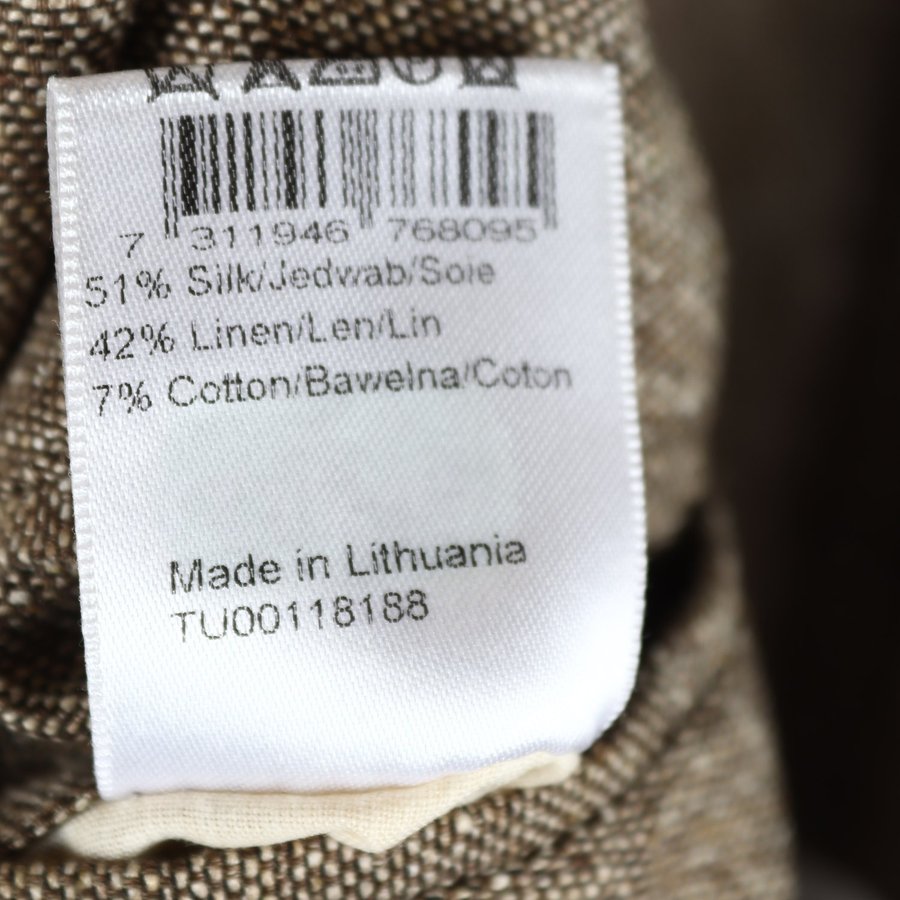 7 311946 768095
51% Silk/Jedwab/Soie
42% Linen/Len/Lin
7% Cotton/Bawełna/Coton
Made in Lithuania
TU00118188